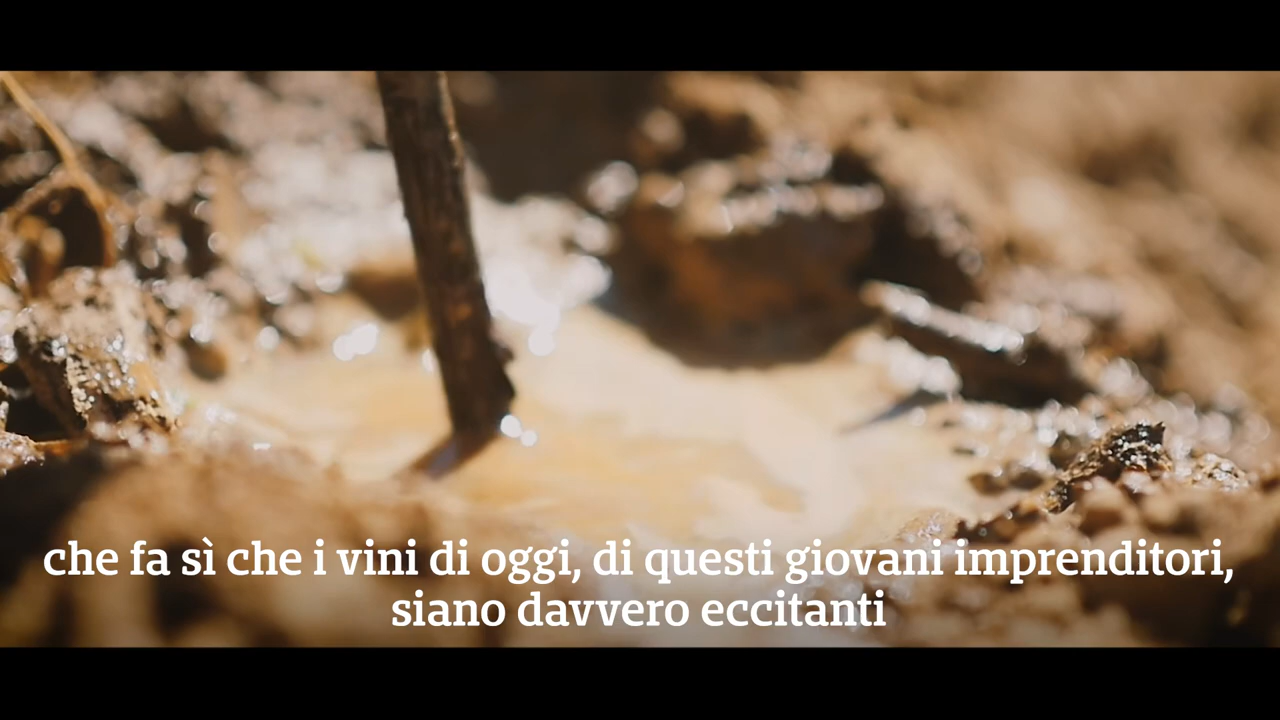 che fa sì che i vini di oggi, di questi giovani imprenditori,
siano davvero eccitanti